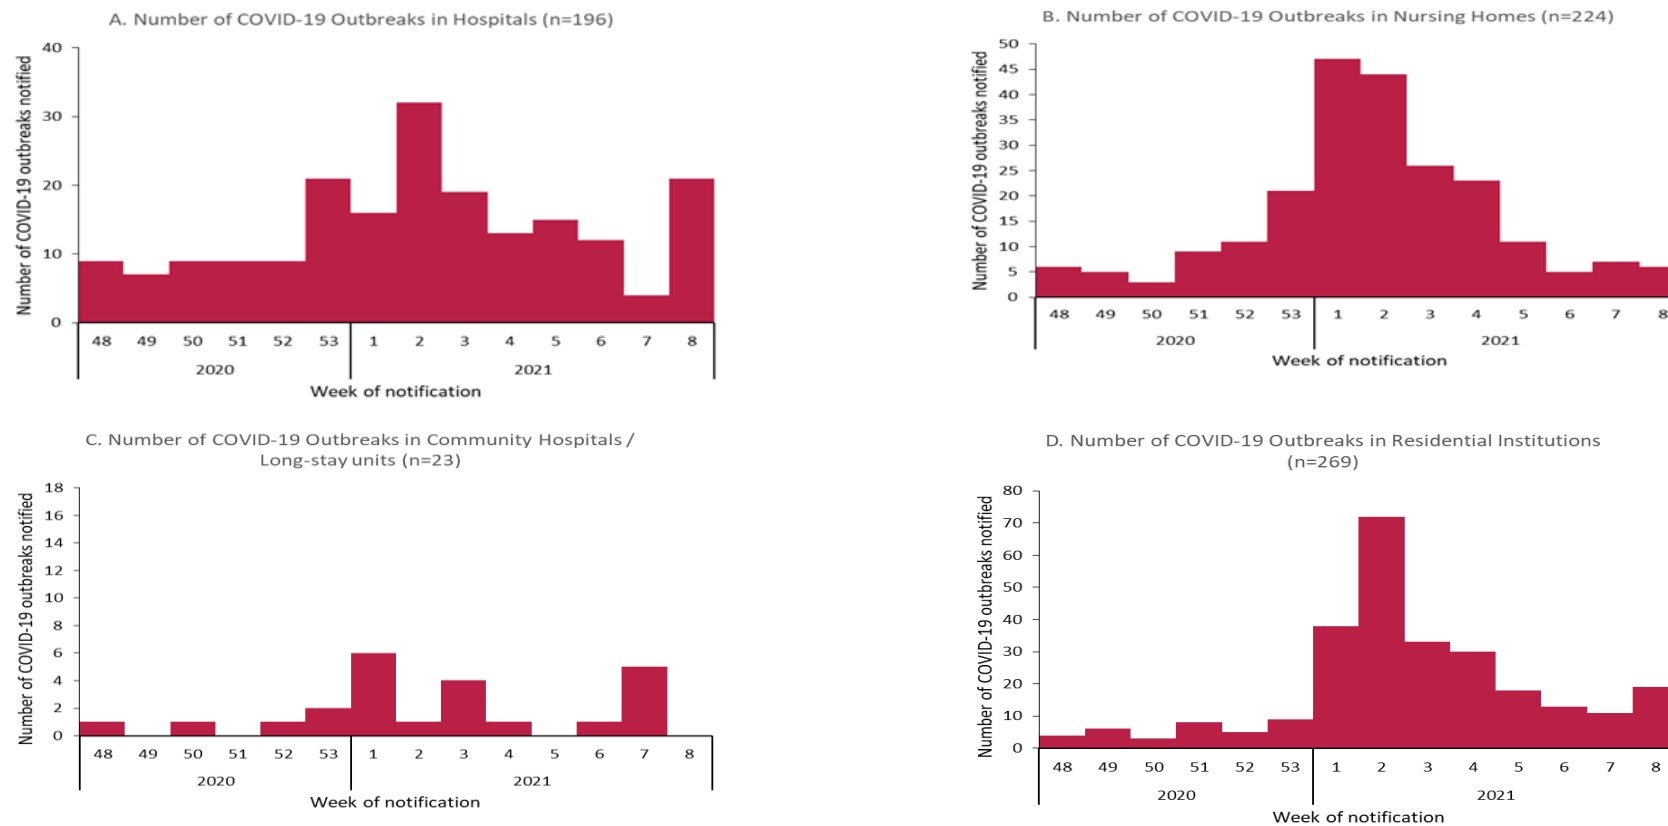 A. Number of COVID-19 Outbreaks in Hospitals (n=196)
Number of COVID-19 outbreaks notified
40
30
20
10
0
48 49 50 51 52 53 1 2 3 4 5 6 7 8
2020 2021
Week of notification
B. Number of COVID-19 Outbreaks in Nursing Homes (n=224)
Number of COVID-19 outbreaks notified
50
45
40
35
30
25
20
15
10
5
0
48 49 50 51 52 53 1 2 3 4 5 6 7 8
2020 2021
Week of notification
C. Number of COVID-19 Outbreaks in Community Hospitals /
Long-stay units (n=23)
Number of COVID-19 outbreaks notified
18
16
14
12
10
8
6
4
2
0
48 49 50 51 52 53 1 2 3 4 5 6 7 8
2020 2021
Week of notification
D. Number of COVID-19 Outbreaks in Residential Institutions
(n=269)
Number of COVID-19 outbreaks notified
80
70
60
50
40
30
20
10
0
48 49 50 51 52 53 1 2 3 4 5 6 7 8
2020 2021
Week of notification